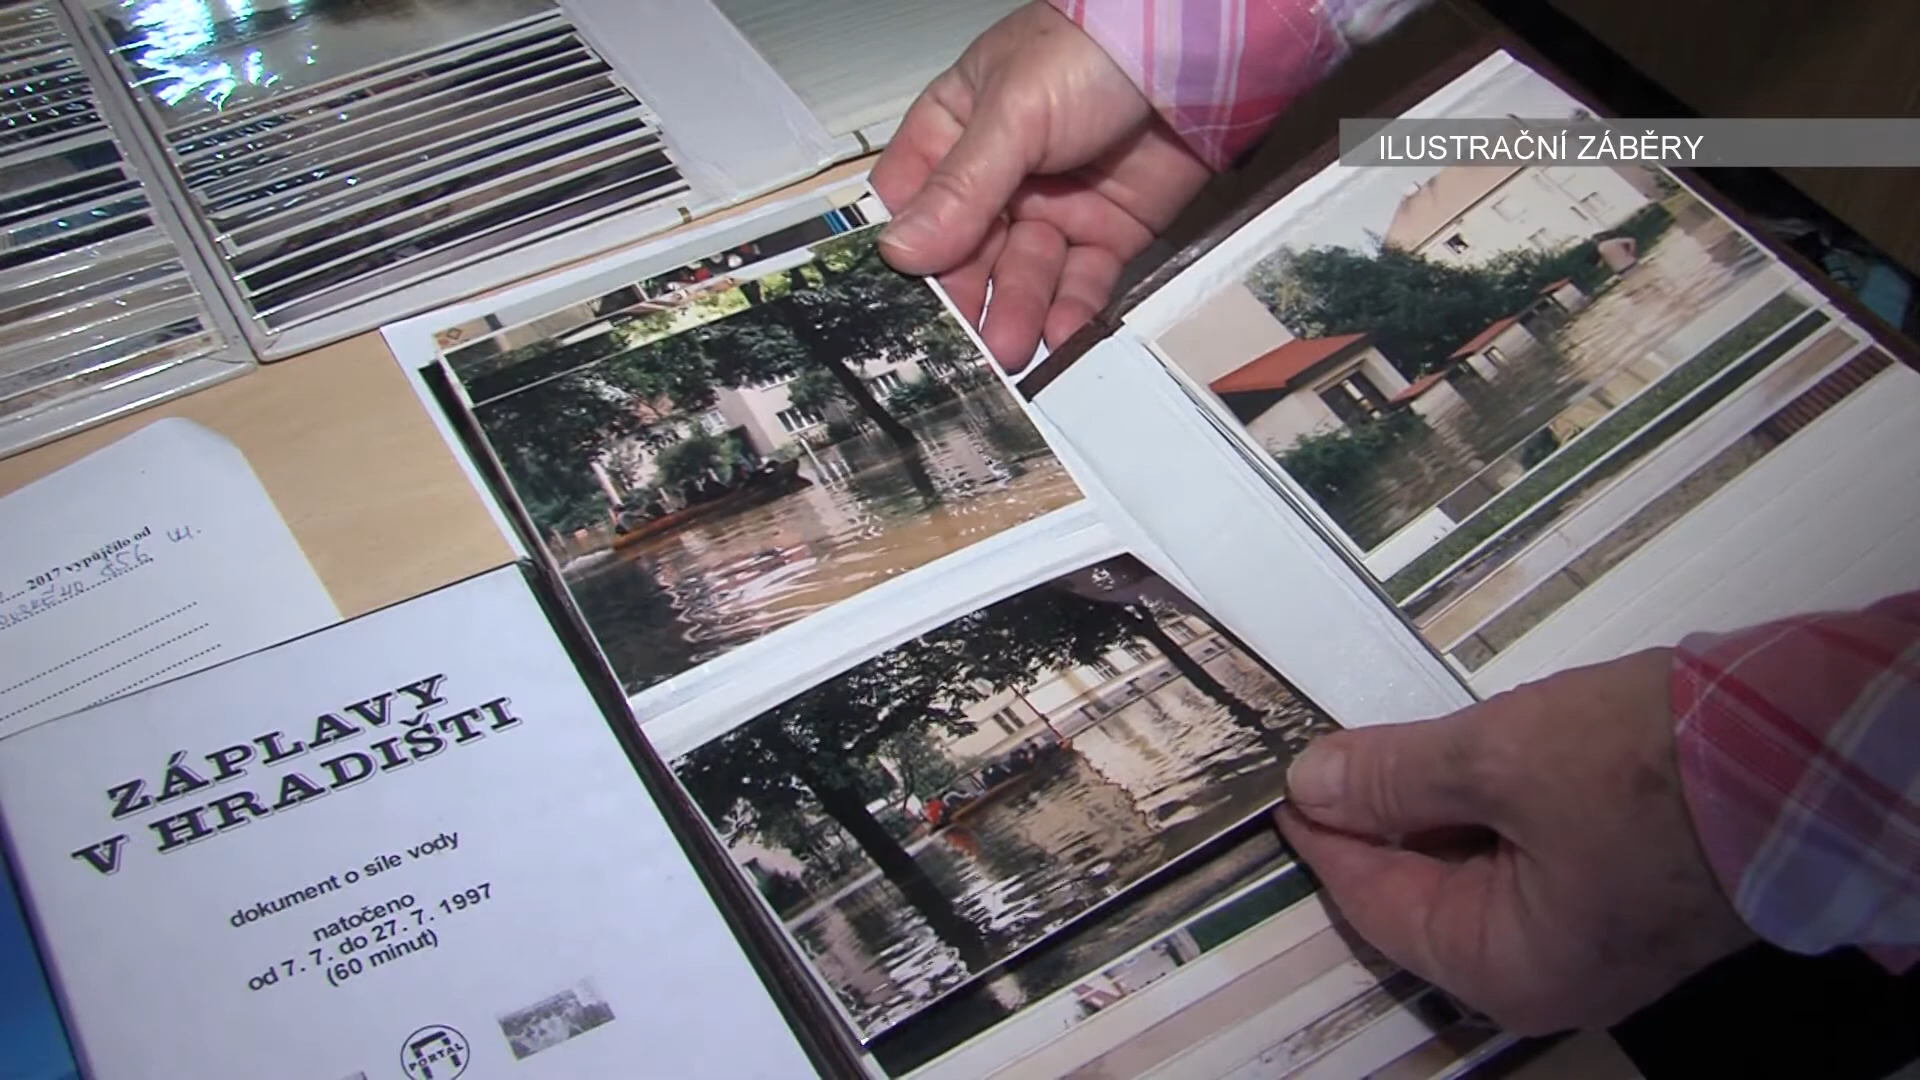 ILUSTRAČNÍ ZÁBĚRY
2017 vypůjčilo od
ZÁPLAVY
V HRADIŠTI
dokument o síle vody
natočeno
od 7. 7. do 27. 7. 1997
(60 minut)
PORTAL